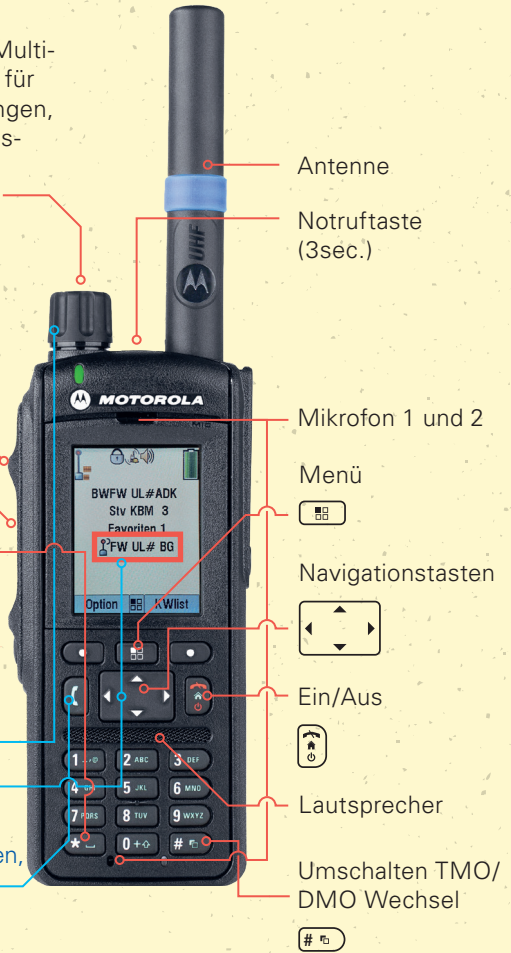 Multi-
für
ngen,
s-
Antenne
Notruftaste
(3sec.)
UHF
MOTOROLA
Mikrofon 1 und 2
BWFW UL#ADK
Stv KBM 3
Favoriten 1
FW UL# BG
Option KWlist
Menü
Navigationstasten
Ein/Aus
1
2 ABC
3 DEF
4 GHI
5 JKL
6 MNO
7 PQRS
8 TUV
9 WXYZ
*
0 +
#
Lautsprecher
en,
Umschalten TMO/
DMO Wechsel
#